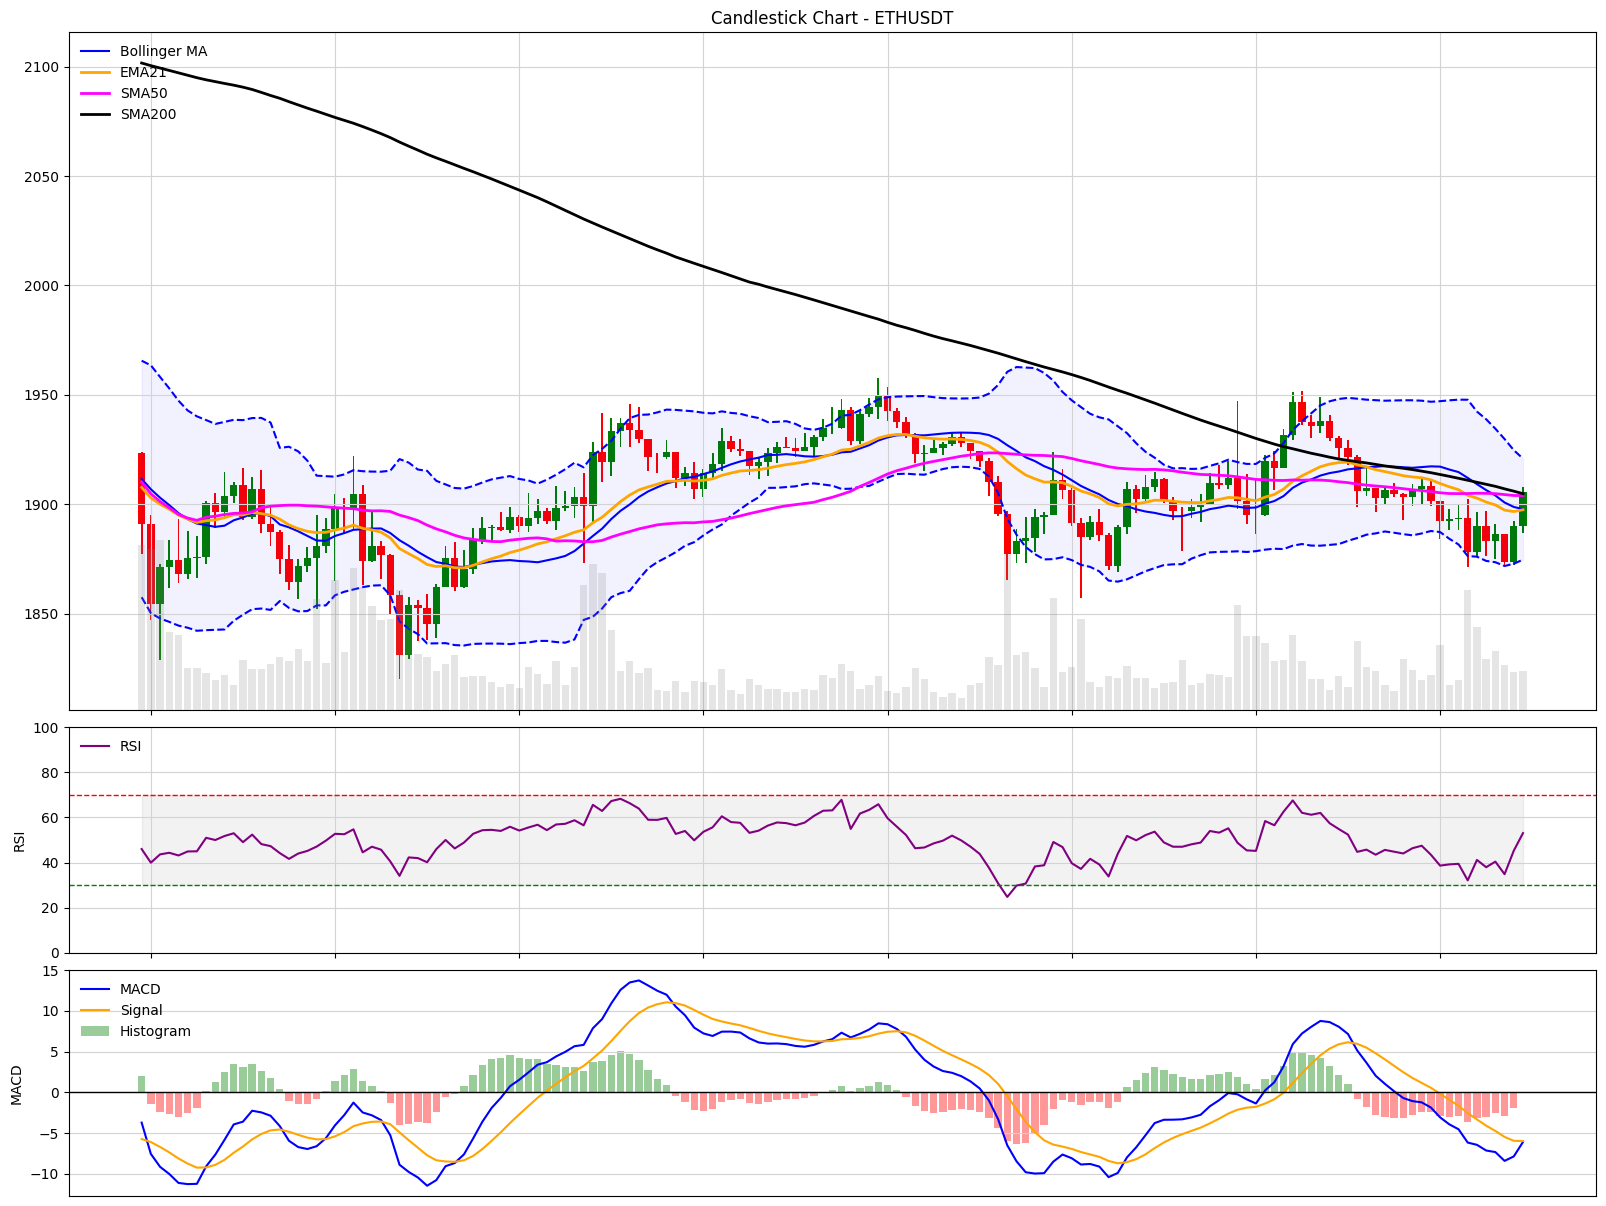 Candlestick Chart - ETHUSDT
Bollinger MA
EMA21
SMA50
SMA200
2100
2050
2000
1950
1900
1850
RSI
100
80
60
40
20
0
RSI
MACD
Signal
Histogram
15
10
5
0
−5
−10
MACD